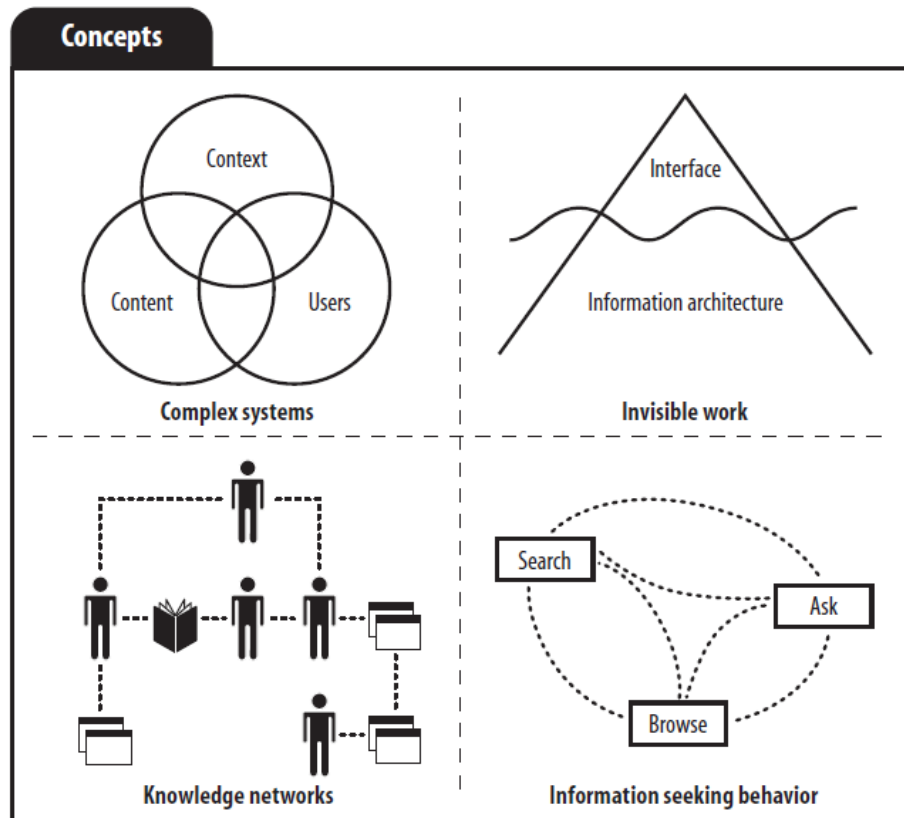 Concepts
Context
Content
Users
Complex systems
Interface
Information architecture
Invisible work
Knowledge networks
Search
Ask
Browse
Information seeking behavior